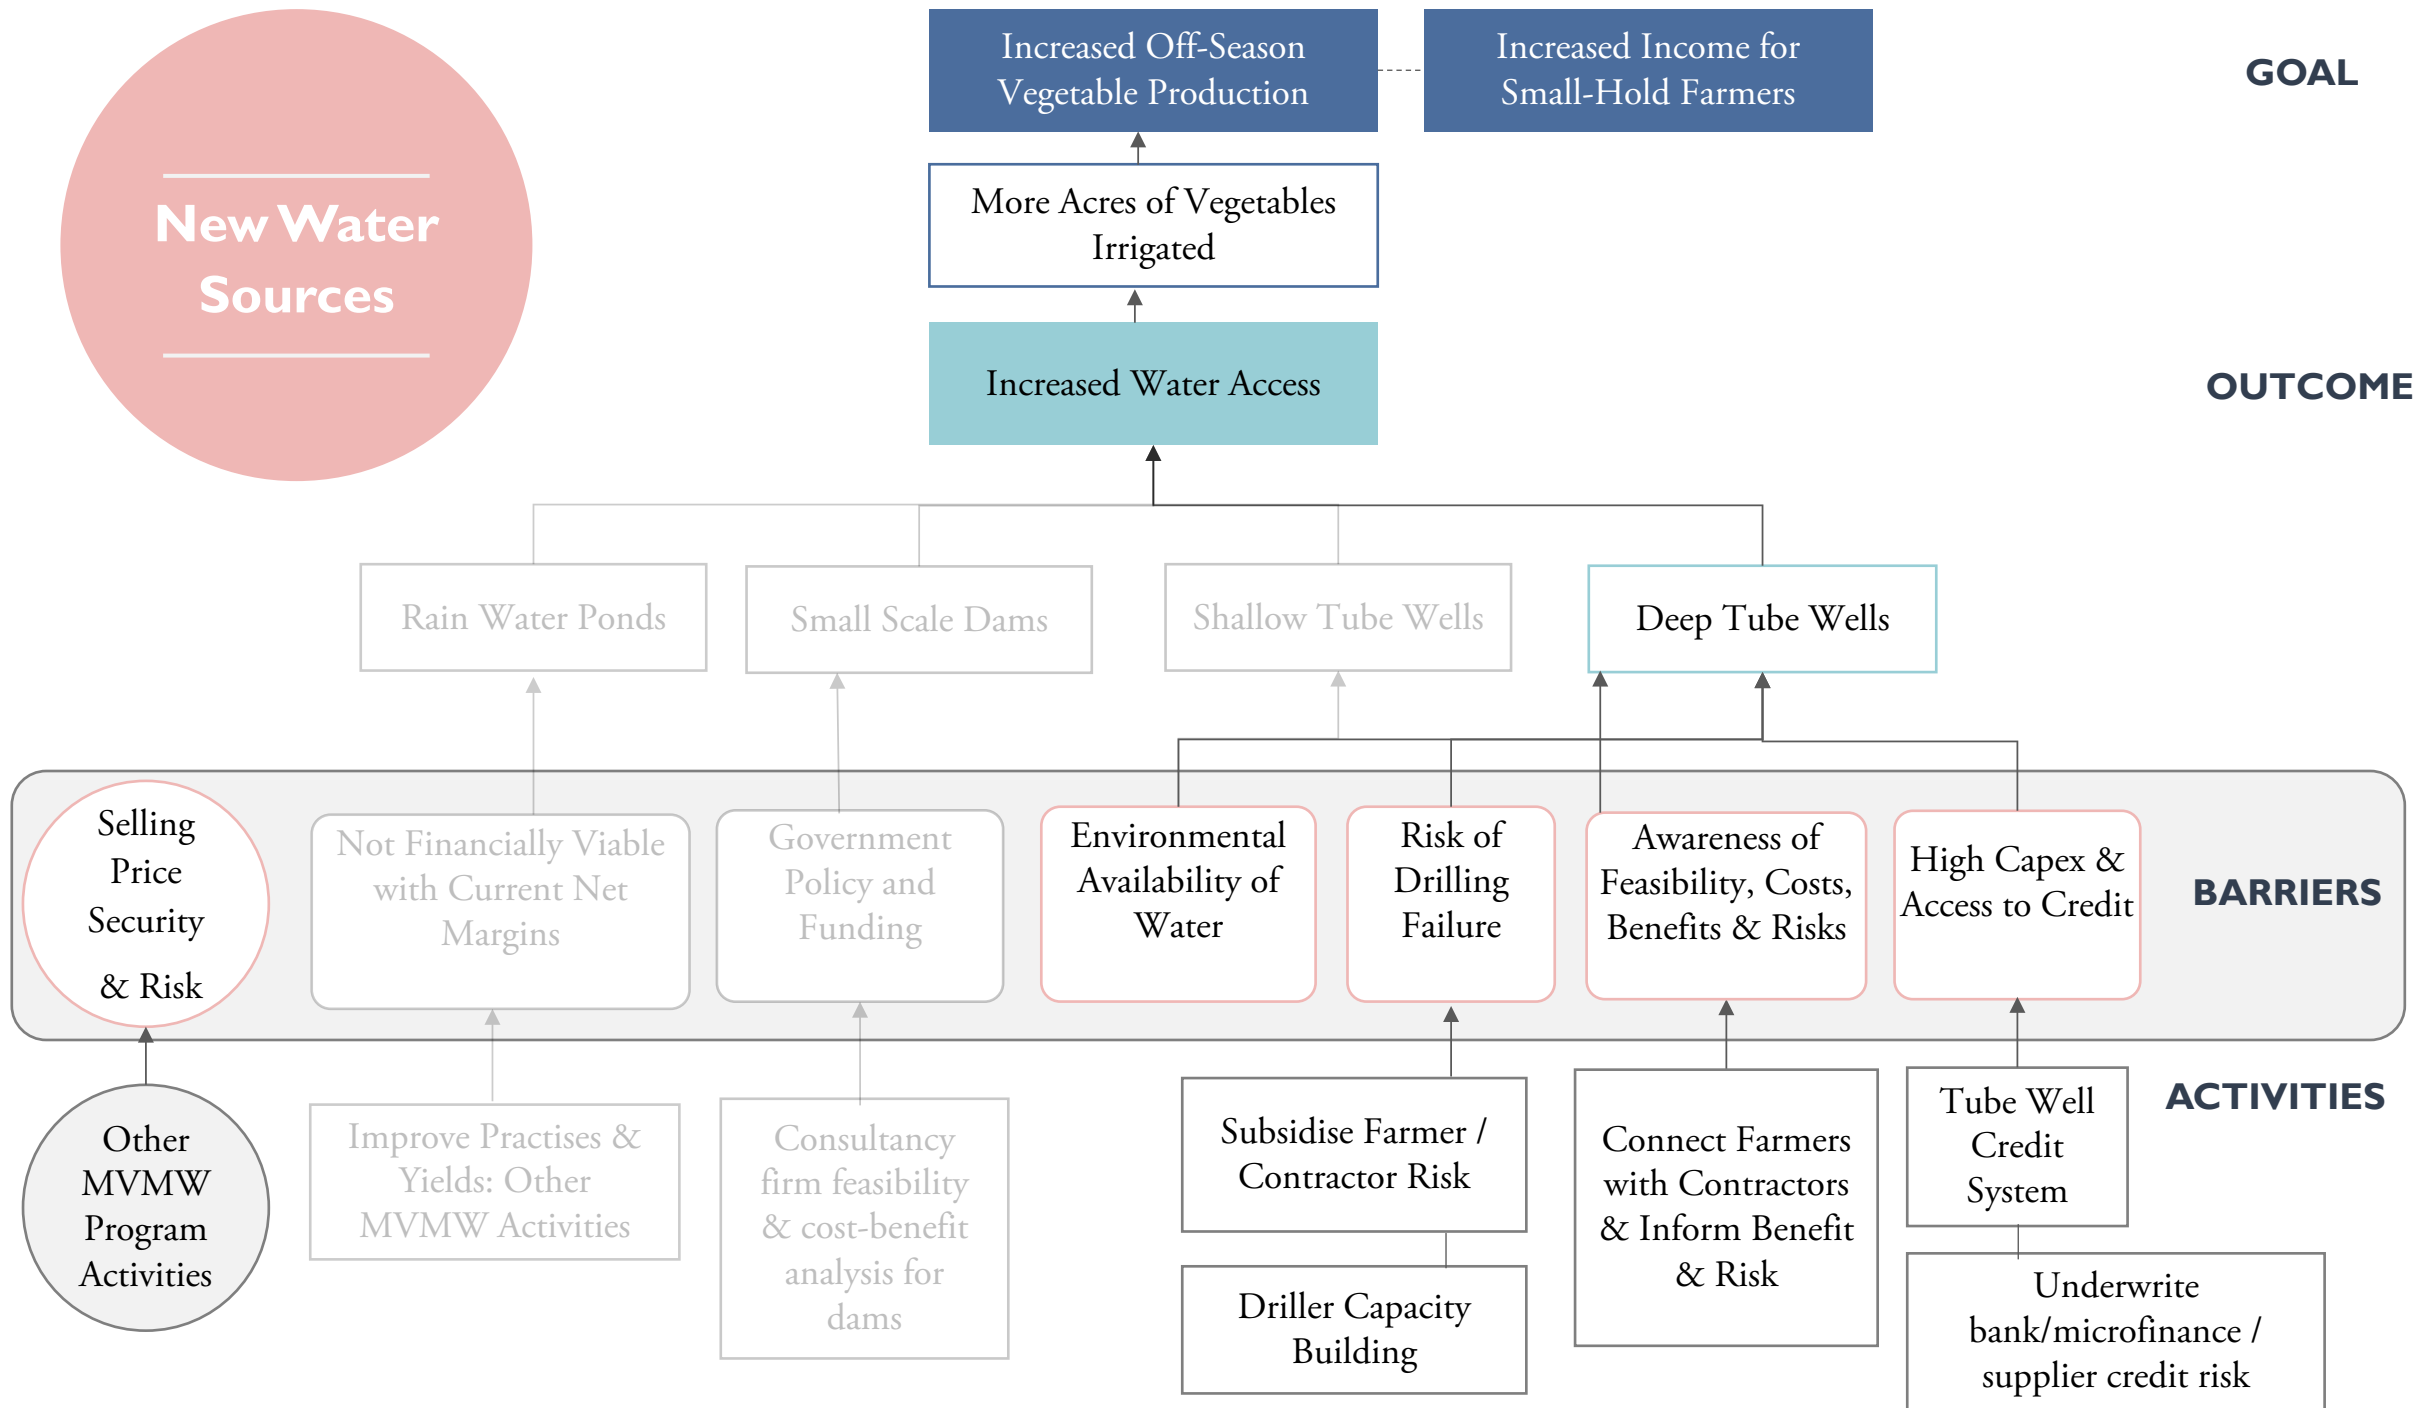 New Water
Sources
Increased Off-Season
Vegetable Production
Increased Income for
Small-Hold Farmers
GOAL
More Acres of Vegetables
Irrigated
Increased Water Access
OUTCOME
Rain Water Ponds
Small Scale Dams
Shallow Tube Wells
Deep Tube Wells
Selling
Price
Security
& Risk
Not Financially Viable
with Current Net
Margins
Government
Policy and
Funding
Environmental
Availability of
Water
Risk of
Drilling
Failure
Awareness of
Feasibility, Costs,
Benefits & Risks
High Capex &
Access to Credit
BARRIERS
Other
MVMW
Program
Activities
Improve Practises &
Yields: Other
MVMW Activities
Consultancy
firm feasibility
& cost-benefit
analysis for
dams
Subsidise Farmer /
Contractor Risk
Driller Capacity
Building
Connect Farmers
with Contractors
& Inform Benefit
& Risk
Tube Well
Credit
System
Underwrite
bank/microfinance /
supplier credit risk
ACTIVITIES